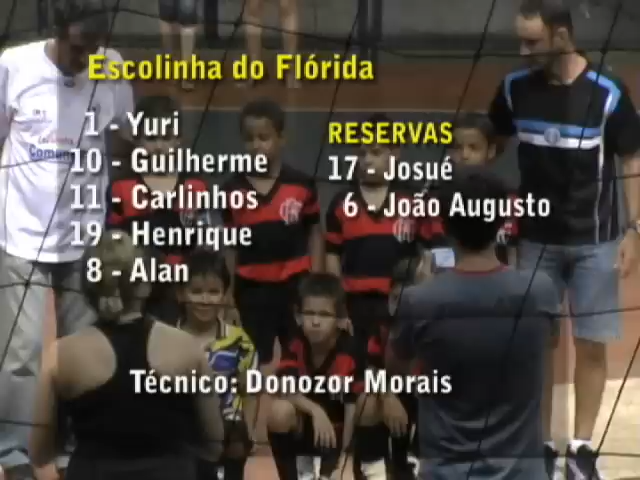 Escolinha do Flórida
1 - Yuri
10 - Guilherme
11 - Carlinhos
19 - Henrique
8 - Alan
RESERVAS
17 - Josué
6 - João Augusto
Técnico: Donozor Morais